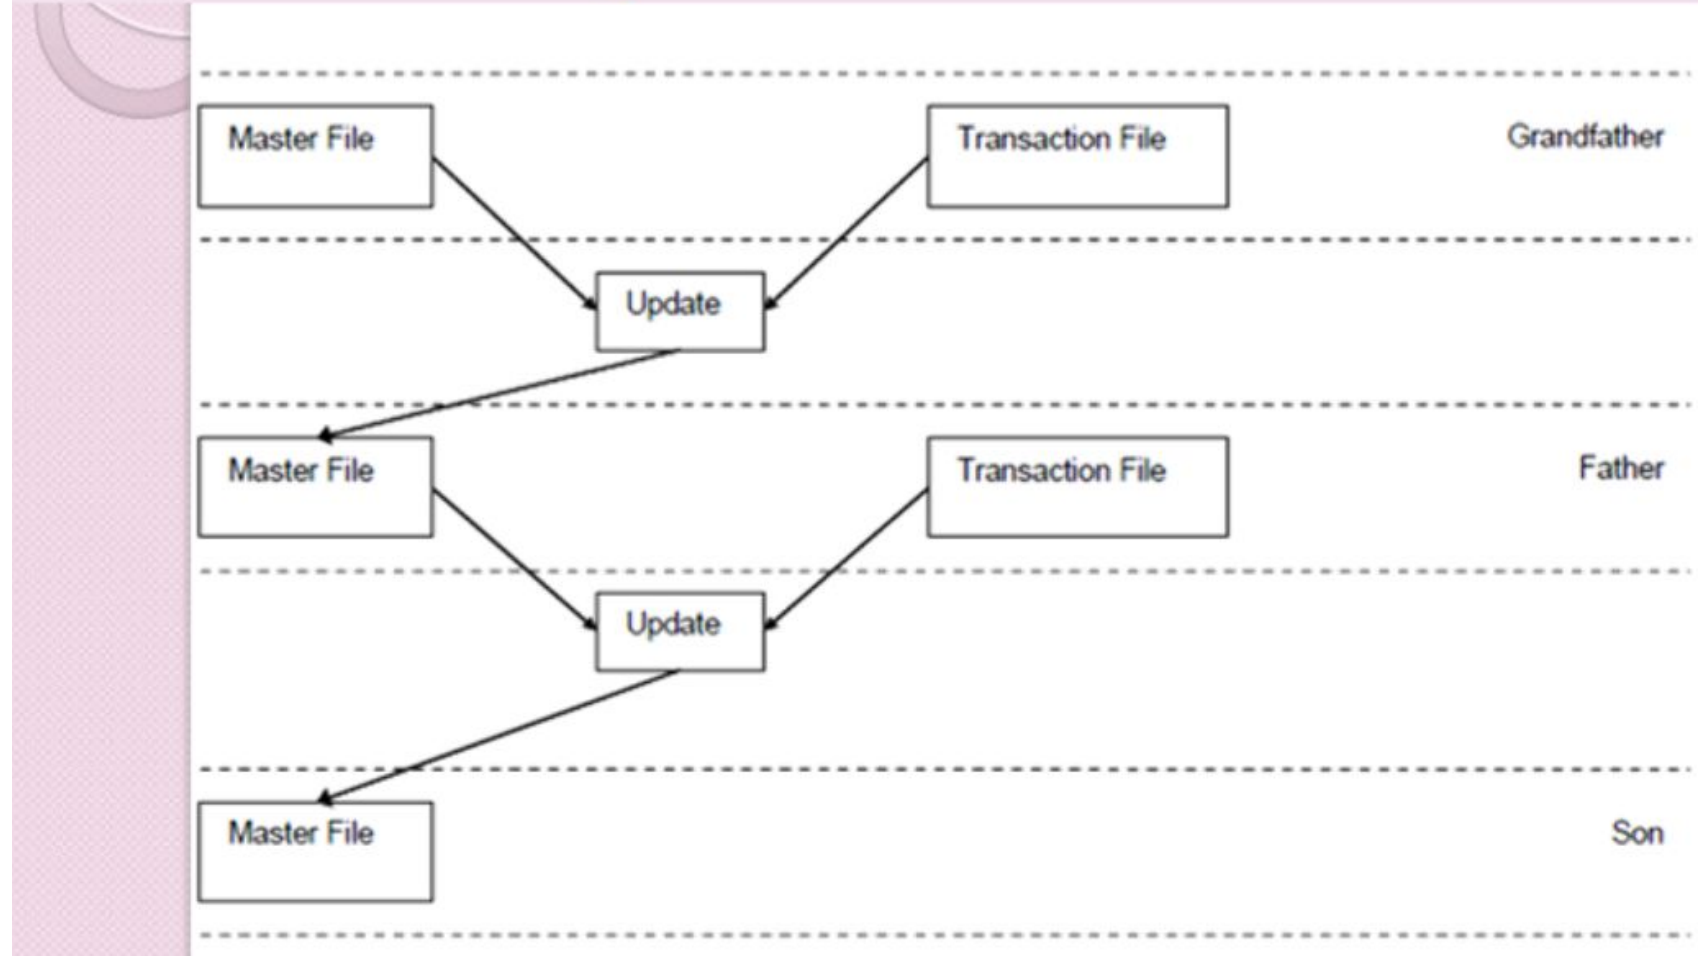 Master File
Transaction File
Grandfather
Update
Master File
Transaction File
Father
Update
Master File
Son